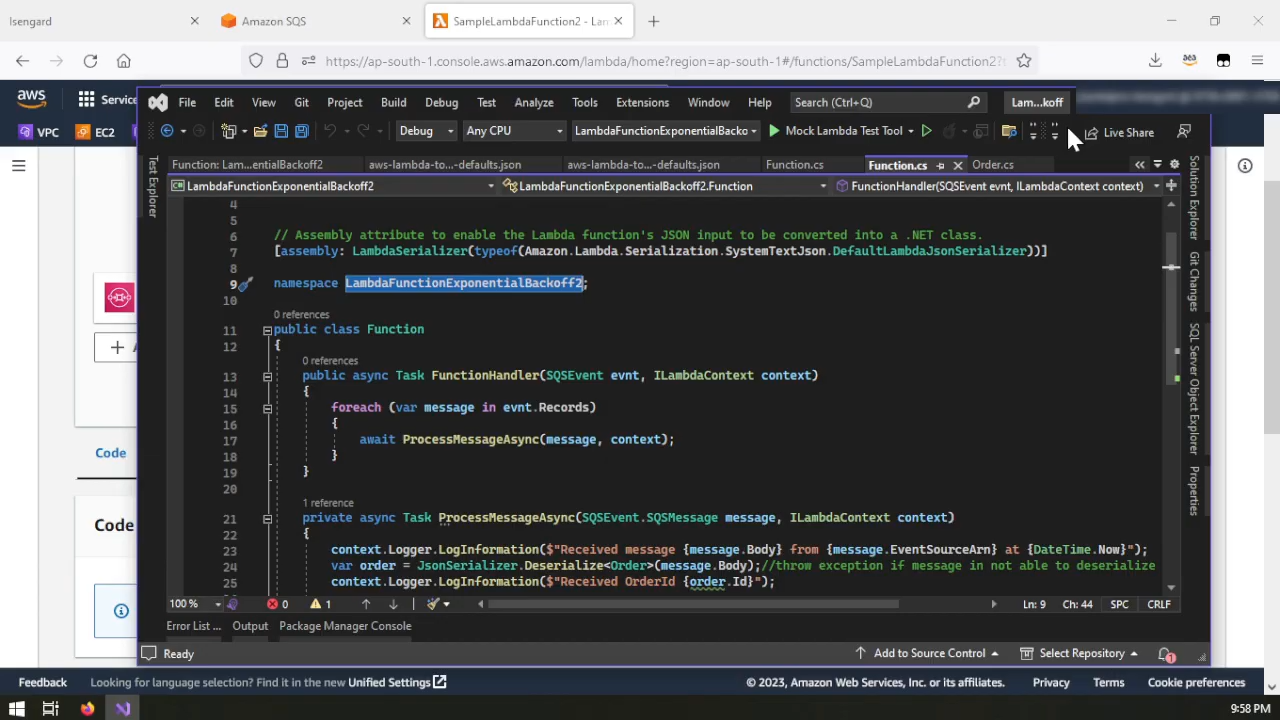 Isengard
Amazon SQS
SampleLambdaFunction2 - Lam
https://ap-south-1.console.aws.amazon.com/lambda/home?region=ap-south-1#/functions/SampleLambdaFunction2?
aws
Service
VPC
EC2
File Edit View Git Project Build Debug Test Analyze Tools Extensions Window Help Search (Ctrl+Q) Lam...koff
Debug Any CPU LambdaFunctionExponentialBacko Mock Lambda Test Tool Live Share
Test Explorer
Function: Lam...entialBackoff2 aws-lambda-to...-defaults.json aws-lambda-to...-defaults.json Function.cs Function.cs Order.cs
LambdaFunctionExponentialBackoff2 LambdaFunctionExponentialBackoff2.Function FunctionHandler(SQSEvent evnt, ILambdaContext context)
4
5
6 // Assembly attribute to enable the Lambda function's JSON input to be converted into a .NET class.
7 [assembly: LambdaSerializer(typeof(Amazon.Lambda.Serialization.SystemTextJson.DefaultLambdaJsonSerializer))]
8
9 namespace LambdaFunctionExponentialBackoff2;
10
0 references
11 public class Function
12 {
0 references
13 public async Task FunctionHandler(SQSEvent evnt, ILambdaContext context)
14 {
15 foreach (var message in evnt.Records)
16 {
17 await ProcessMessageAsync(message, context);
18 }
19 }
20
1 reference
21 private async Task ProcessMessageAsync(SQSEvent.SQSMessage message, ILambdaContext context)
22 {
23 context.Logger.LogInformation($"Received message {message.Body} from {message.EventSourceArn} at {DateTime.Now}");
24 var order = JsonSerializer.Deserialize<Order>(message.Body);//throw exception if message in not able to deserialize
25 context.Logger.LogInformation($"Received OrderId {order.Id}");
Solution Explorer
Git Changes
SQL Server Object Explorer
Properties
Code
Code
100 % 0 1 Ln: 9 Ch: 44 SPC CRLF
Error List ... Output Package Manager Console
Ready Add to Source Control Select Repository 1
Feedback Looking for language selection? Find it in the new Unified Settings © 2023, Amazon Web Services, Inc. or its affiliates. Privacy Terms Cookie preferences
9:58 PM